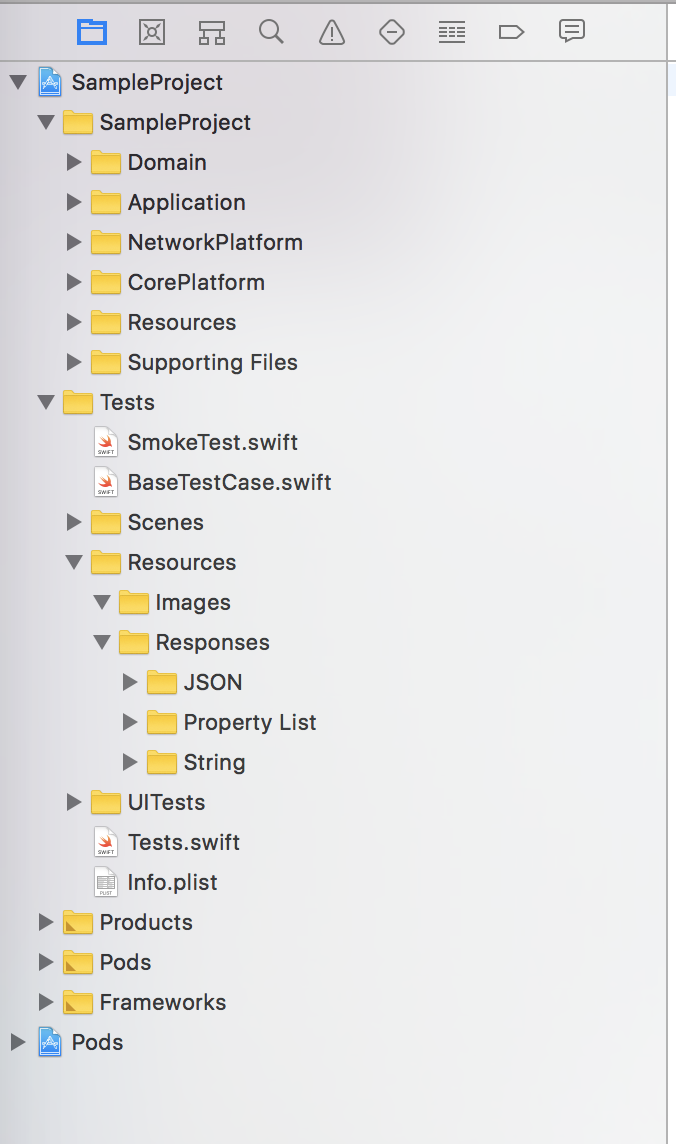 SampleProject
SampleProject
Domain
Application
NetworkPlatform
CorePlatform
Resources
Supporting Files
Tests
SWIFT SmokeTest.swift
SWIFT BaseTestCase.swift
Scenes
Resources
Images
Responses
JSON
Property List
String
UITests
SWIFT Tests.swift
PLIST Info.plist
Products
Pods
Frameworks
Pods